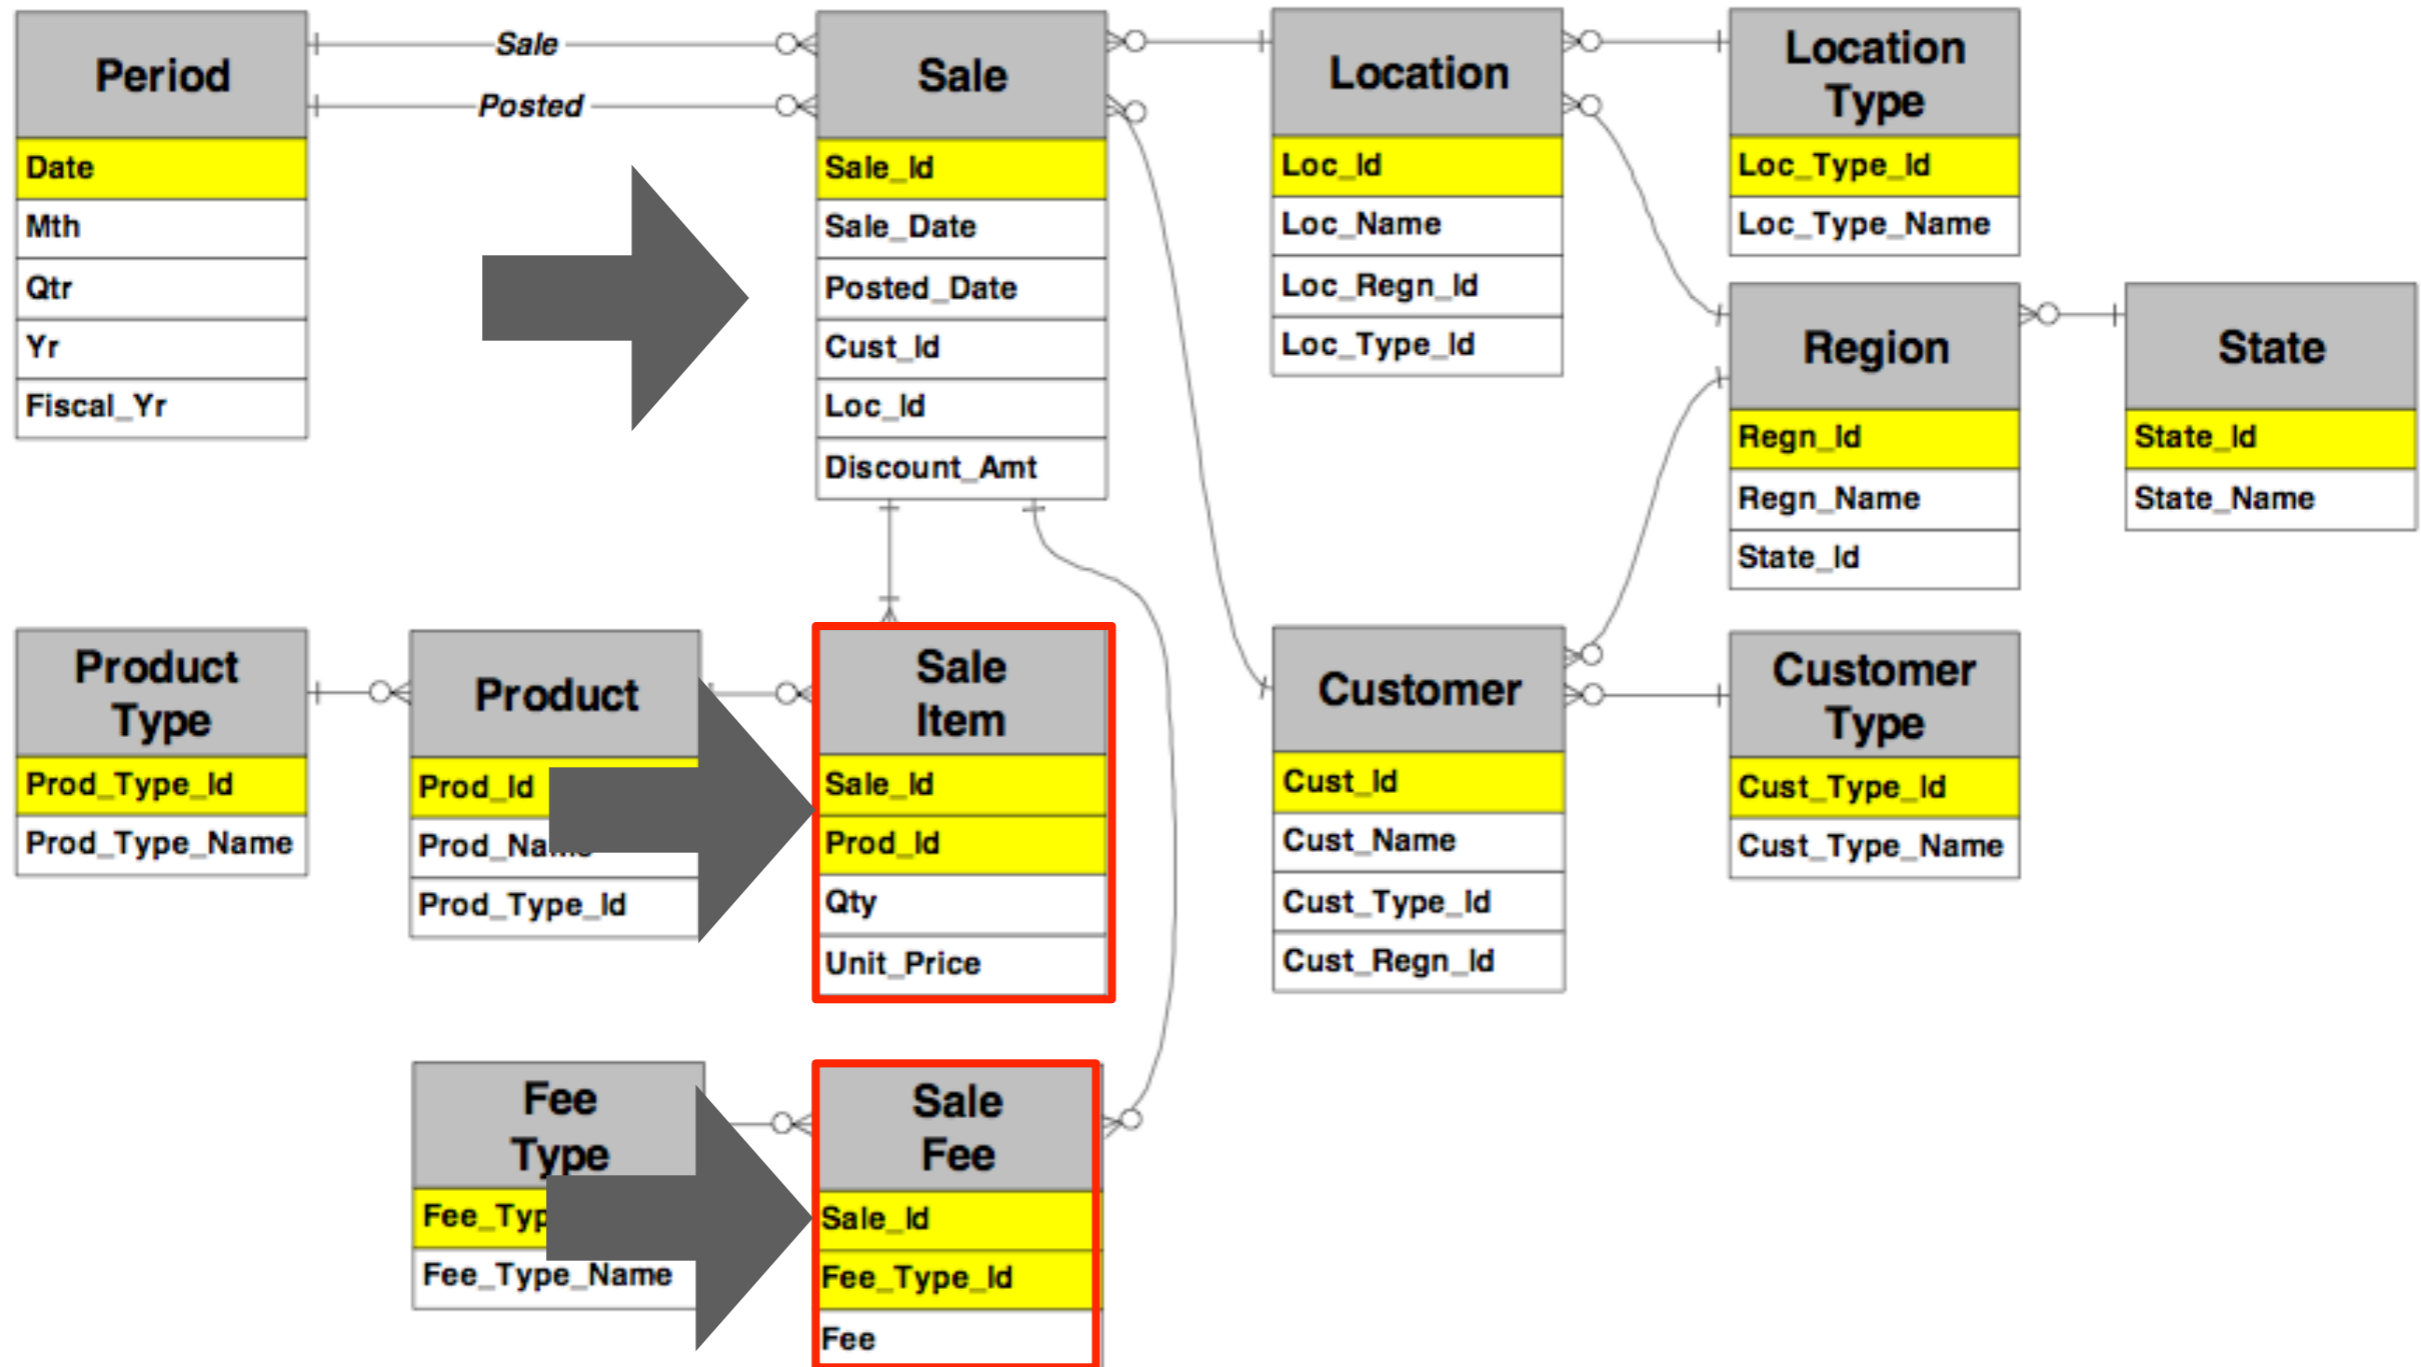 Period
Date
Mth
Qtr
Yr
Fiscal_Yr
Sale
Posted
Sale
Sale_Id
Sale_Date
Posted_Date
Cust_Id
Loc_Id
Discount_Amt
Location
Loc_Id
Loc_Name
Loc_Regn_Id
Loc_Type_Id
Location
Type
Loc_Type_Id
Loc_Type_Name
Region
Regn_Id
Regn_Name
State_Id
State
State_Id
State_Name
Product
Type
Prod_Type_Id
Prod_Type_Name
Product
Prod_Id
Prod_Name
Prod_Type_Id
Sale
Item
Sale_Id
Prod_Id
Qty
Unit_Price
Customer
Cust_Id
Cust_Name
Cust_Type_Id
Cust_Regn_Id
Customer
Type
Cust_Type_Id
Cust_Type_Name
Fee
Type
Fee_Typ
Fee_Type_Name
Sale
Fee
Sale_Id
Fee_Type_Id
Fee